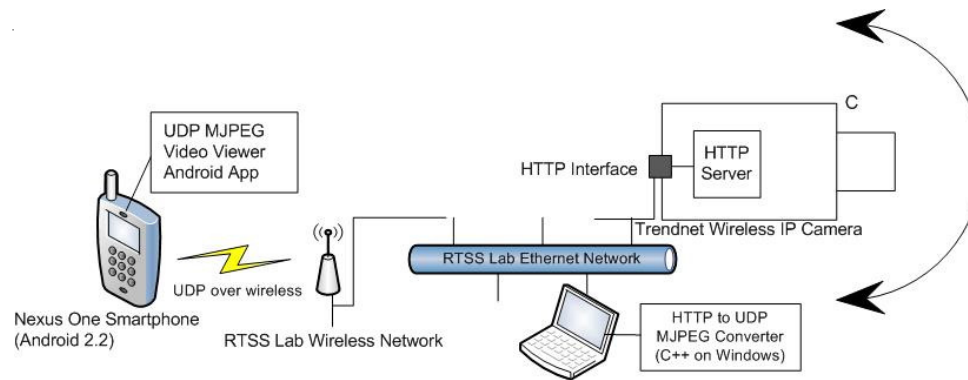 UDP MJPEG
Video Viewer
Android App
C
HTTP Interface
HTTP
Server
Trendnet Wireless IP Camera
RTSS Lab Ethernet Network
UDP over wireless
Nexus One Smartphone
(Android 2.2)
RTSS Lab Wireless Network
HTTP to UDP
MJPEG Converter
(C++ on Windows)